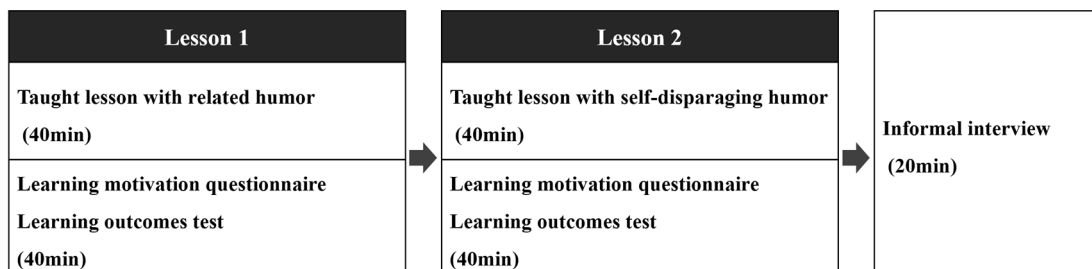 Lesson 1
Taught lesson with related humor
(40min)
Learning motivation questionnaire
Learning outcomes test
(40min)
Lesson 2
Taught lesson with self-disparaging humor
(40min)
Learning motivation questionnaire
Learning outcomes test
(40min)
Informal interview
(20min)